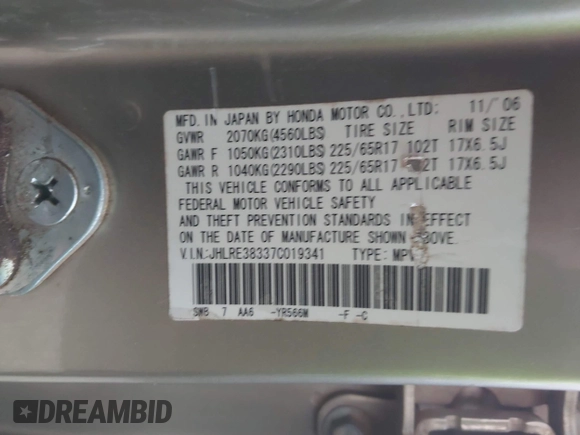 MFD. IN JAPAN BY HONDA MOTOR CO., LTD: 11/ 06
GVWR 2070KG(4560LBS) TIRE SIZE RIM SIZE
GAWR F 1050KG(2310LBS) 225/65R17 102T 17X6.5J
GAWR R 1040KG(2290LBS) 225/65R17 102T 17X6.5J
THIS VEHICLE CONFORMS TO ALL APPLICABLE
FEDERAL MOTOR VEHICLE SAFETY
AND THEFT PREVENTION STANDARDS IN EFFECT
ON THE DATE OF MANUFACTURE SHOWN ABOVE.
V.I.N.:JHLRE38337C019341 TYPE: MPV
SWB 7 AA6 -YR566M -F -C
DREAMBID